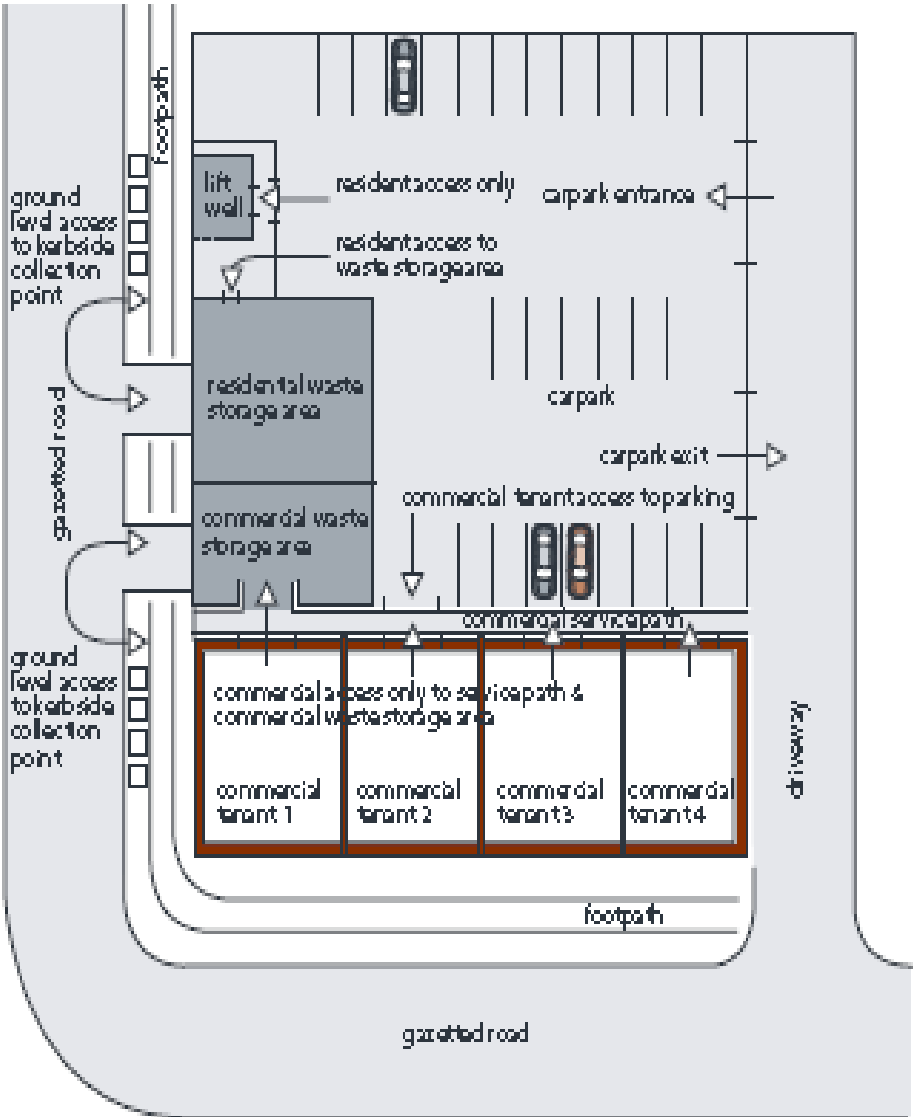 footpath
lift
well
resident access only
carpark entrance
ground
level access
to kerbside
collection
point
resident access to
waste storage area
residental waste
storage area
carpark
gazetted road
carpark exit
commercial tenant access to parking
commercial waste
storage area
commercial service path
ground
level access
to kerbside
collection
point
commercial access only to service path &
commercial waste storage area
driveway
commercial
tenant 1
commercial
tenant 2
commercial
tenant 3
commercial
tenant 4
footpath
gazetted road